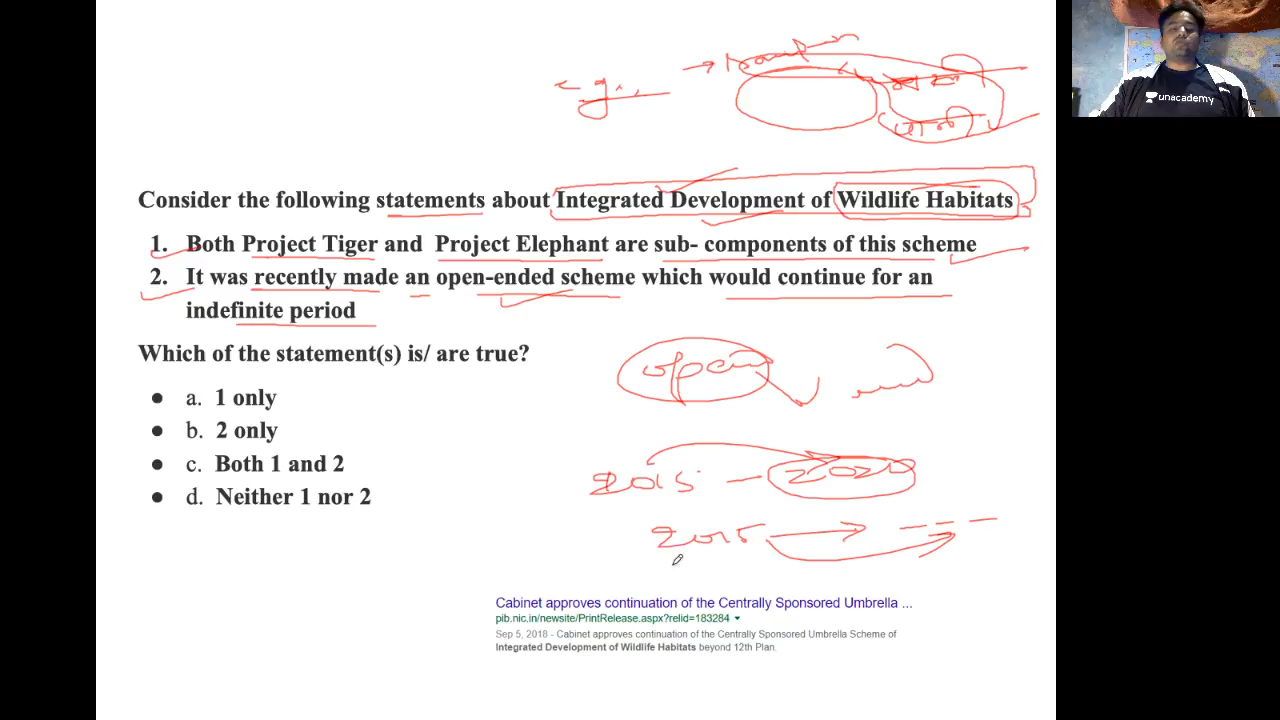 e.g.,
unacademy
Consider the following statements about Integrated Development of Wildlife Habitats
1. Both Project Tiger and Project Elephant are sub- components of this scheme
2. It was recently made an open-ended scheme which would continue for an
indefinite period
Which of the statement(s) is/ are true?
open
● a. 1 only
● b. 2 only
● c. Both 1 and 2
2015 - 2020
● d. Neither 1 nor 2
2015
Cabinet approves continuation of the Centrally Sponsored Umbrella ...
pib.nic.in/newsite/PrintRelease.aspx?relid=183284
Sep 5, 2018 - Cabinet approves continuation of the Centrally Sponsored Umbrella Scheme of
Integrated Development of Wildlife Habitats beyond 12th Plan.